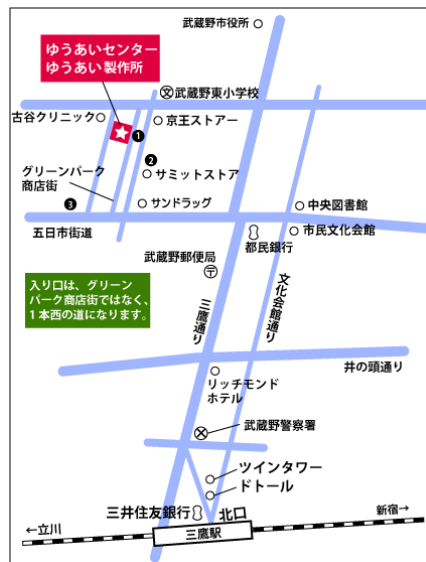 武蔵野市役所
ゆうあいセンター
ゆうあい製作所
武蔵野東小学校
古谷クリニック
京王ストアー
1
2
グリーンパーク
商店街
サミットストア
3
サンドラッグ
中央図書館
五日市街道
市民文化会館
都民銀行
武蔵野郵便局
入り口は、グリーン
パーク商店街ではなく、
1本西の道になります。
三鷹通り
文化会館通り
井の頭通り
リッチモンド
ホテル
武蔵野警察署
ツインタワー
ドトール
三井住友銀行
北口
←立川
新宿→
三鷹駅